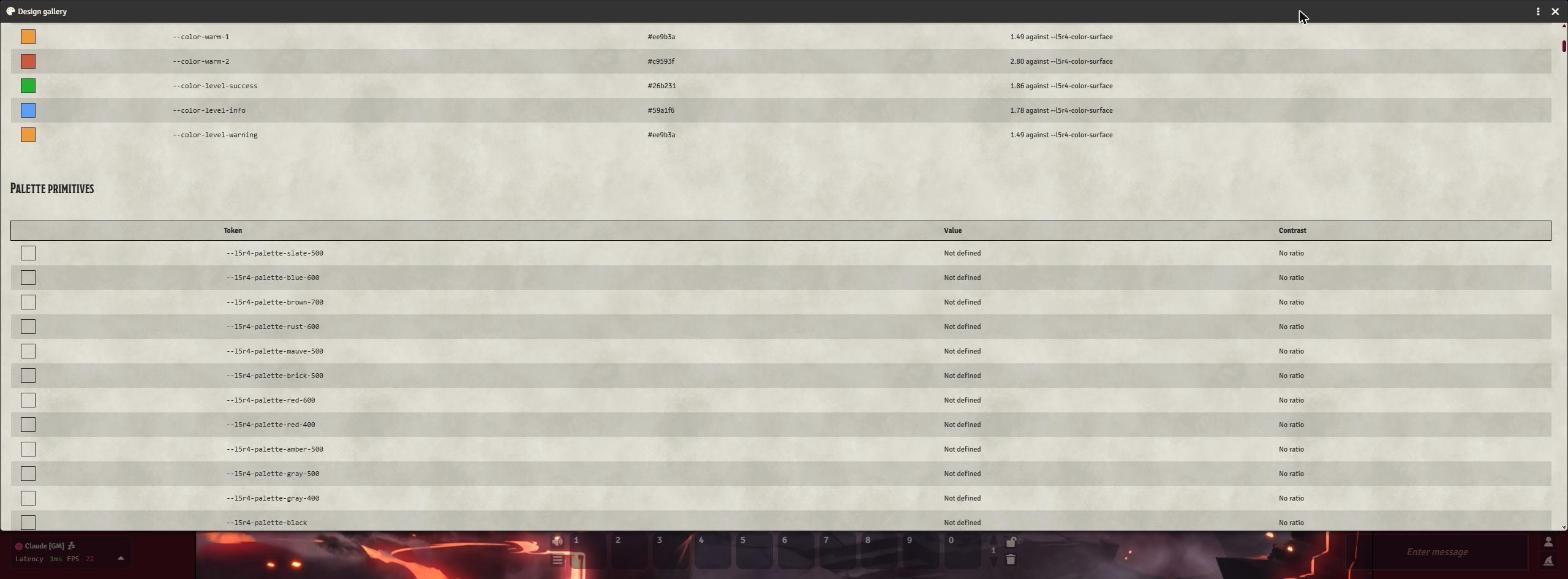 Design gallery
--color-warm-1 #ee9b3a 1.49 against --l5r4-color-surface
--color-warm-2 #c9593f 2.80 against --l5r4-color-surface
--color-level-success #26b231 1.86 against --l5r4-color-surface
--color-level-info #59a1f6 1.78 against --l5r4-color-surface
--color-level-warning #ee9b3a 1.49 against --l5r4-color-surface
Palette primitives
Token Value Contrast
--l5r4-palette-slate-500 Not defined No ratio
--l5r4-palette-blue-600 Not defined No ratio
--l5r4-palette-brown-700 Not defined No ratio
--l5r4-palette-rust-600 Not defined No ratio
--l5r4-palette-mauve-500 Not defined No ratio
--l5r4-palette-brick-500 Not defined No ratio
--l5r4-palette-red-600 Not defined No ratio
--l5r4-palette-red-400 Not defined No ratio
--l5r4-palette-amber-500 Not defined No ratio
--l5r4-palette-gray-500 Not defined No ratio
--l5r4-palette-gray-400 Not defined No ratio
--l5r4-palette-black Not defined No ratio
Claude [GM]
Latency 3ms FPS 22
1 2 3 4 5 6 7 8 9 0
1
Enter message